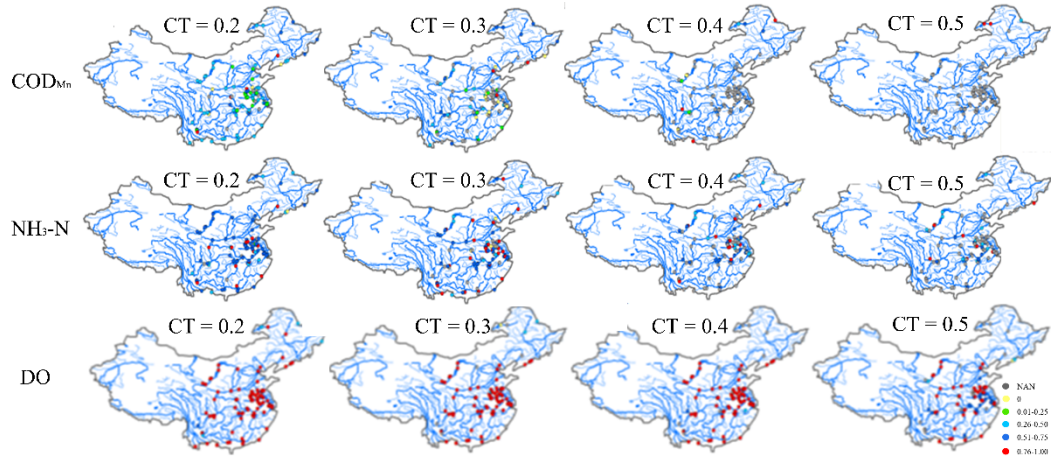 CT = 0.2 CT = 0.3 CT = 0.4 CT = 0.5
COD Mn
CT = 0.2 CT = 0.3 CT = 0.4 CT = 0.5
NH₃-N
CT = 0.2 CT = 0.3 CT = 0.4 CT = 0.5
DO
NAN
0
0.01-0.25
0.26-0.50
0.51-0.75
0.76-1.00